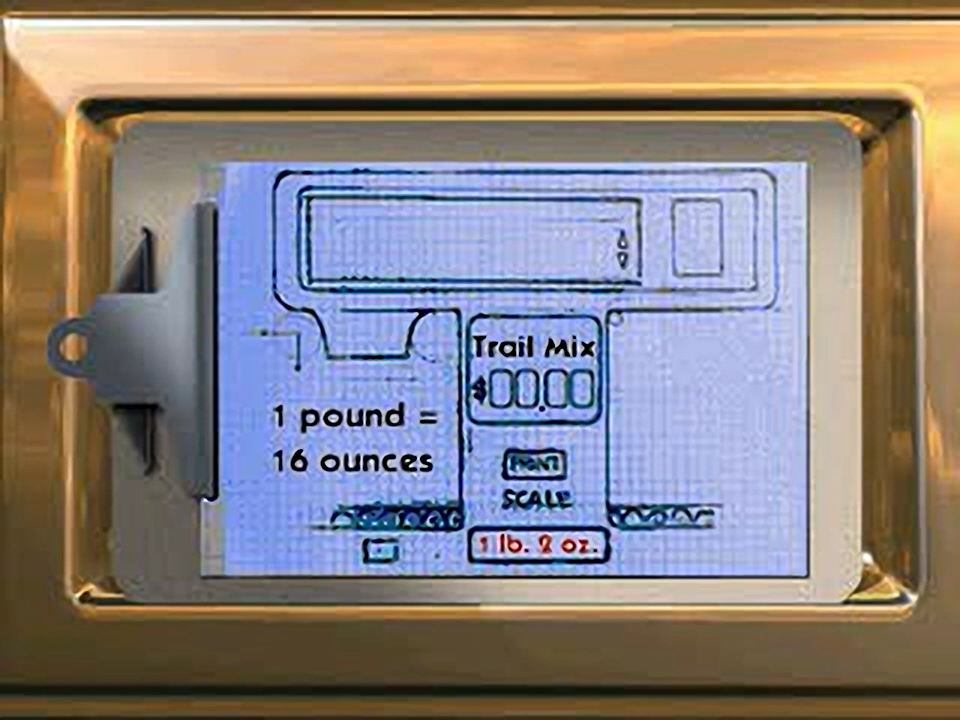 Trail Mix
$00.00
1 pound =
16 ounces
PRINT
SCALE
1 lb. 2 oz.